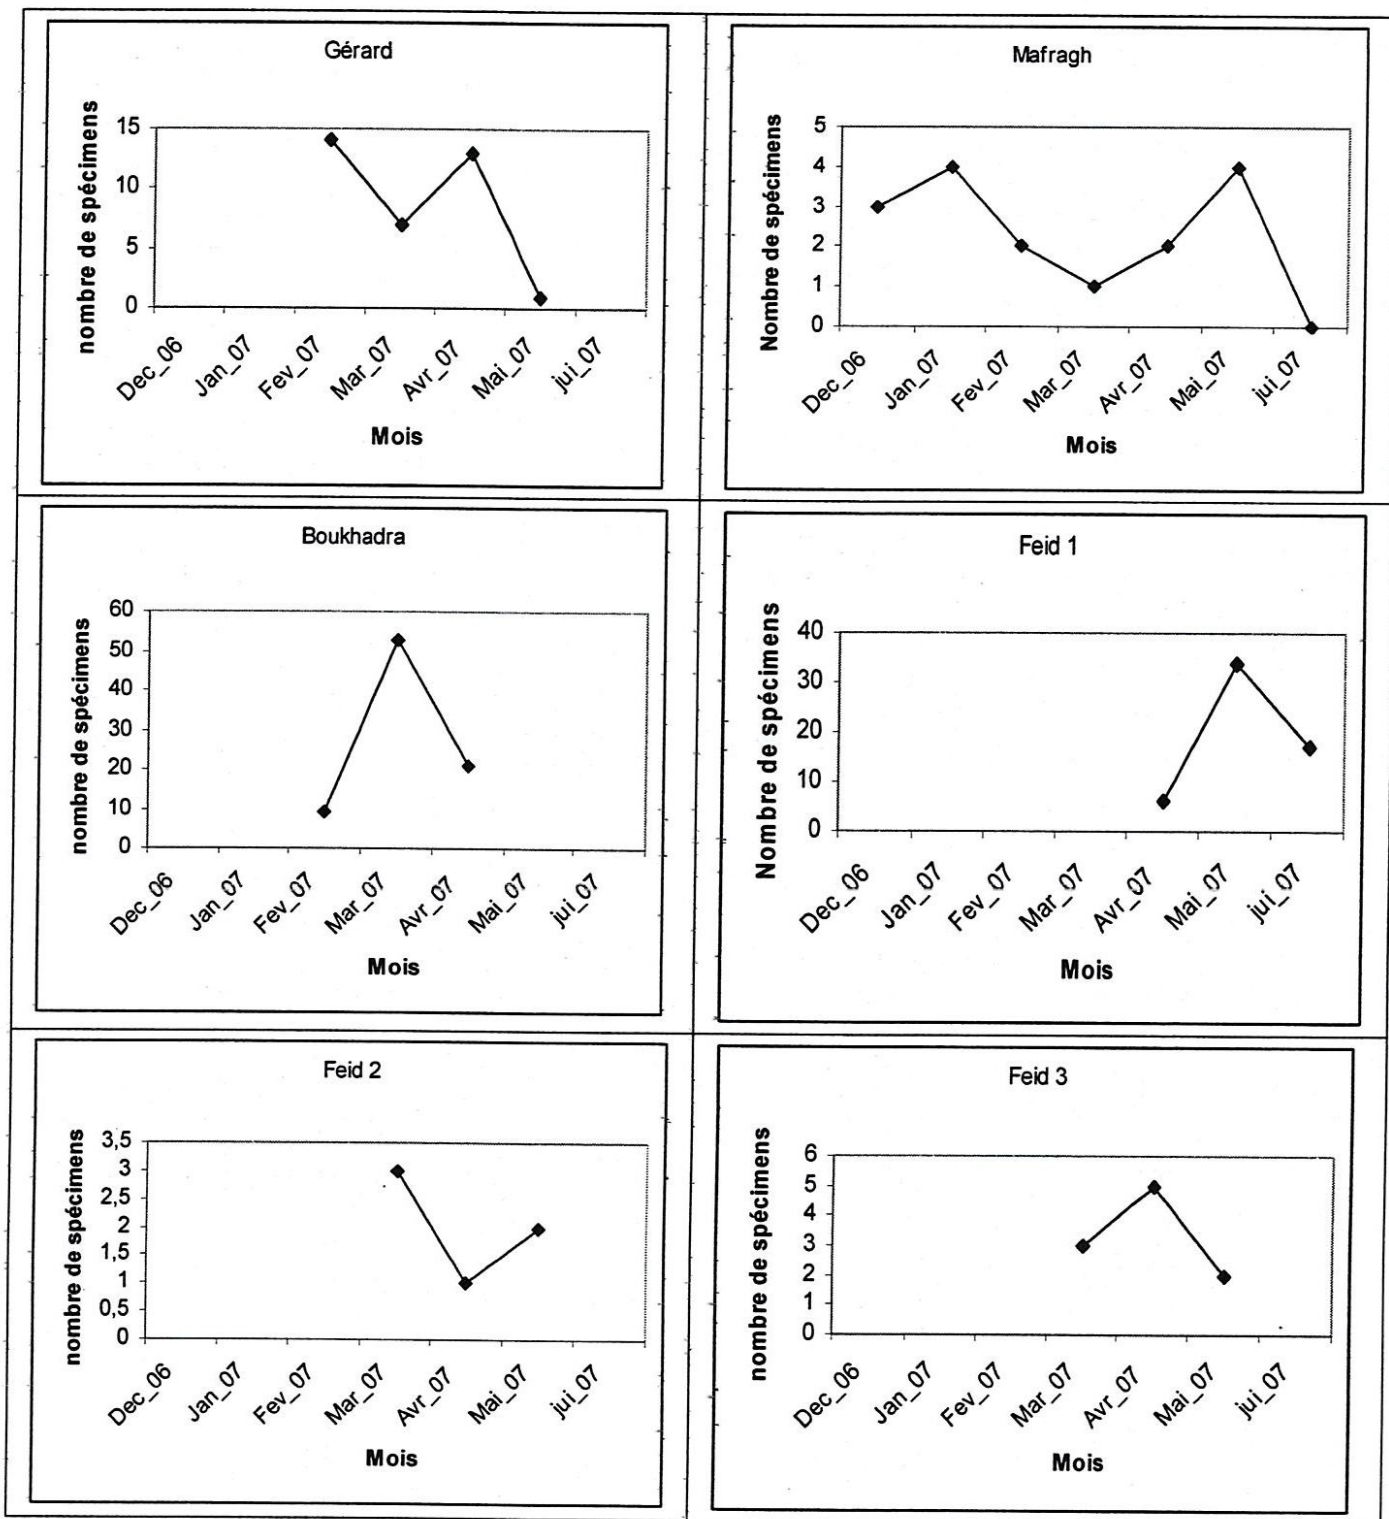 Gérard
nombre de spécimens
15
10
5
0
Dec_06
Jan_07
Fev_07
Mar_07
Avr_07
Mai_07
jui_07
Mois
Mafragh
Nombre de spécimens
5
4
3
2
1
0
Dec_06
Jan_07
Fev_07
Mar_07
Avr_07
Mai_07
jui_07
Mois
Boukhadra
nombre de spécimens
60
50
40
30
20
10
0
Dec_06
Jan_07
Fev_07
Mar_07
Avr_07
Mai_07
jui_07
Mois
Feid 1
Nombre de spécimens
40
30
20
10
0
Dec_06
Jan_07
Fev_07
Mar_07
Avr_07
Mai_07
jui_07
Mois
Feid 2
nombre de spécimens
3,5
3
2,5
2
1,5
1
0,5
0
Dec_06
Jan_07
Fev_07
Mar_07
Avr_07
Mai_07
jui_07
Mois
Feid 3
nombre de spécimens
6
5
4
3
2
1
0
Dec_06
Jan_07
Fev_07
Mar_07
Avr_07
Mai_07
jui_07
Mois